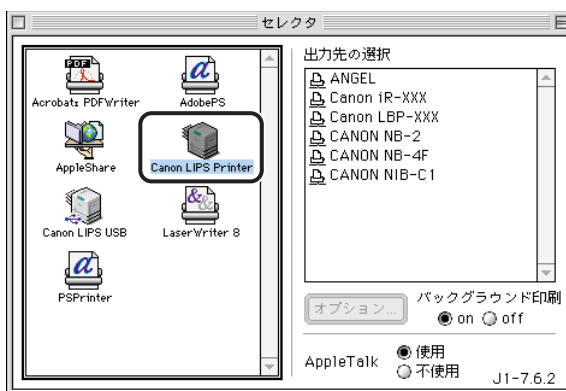 セレクタ
PDF
Acrobat™ PDFWriter
AdobePS
AppleShare
Canon LIPS Printer
Canon LIPS USB
LaserWriter 8
PSPrinter
出力先の選択
ANGEL
Canon iR-XXX
Canon LBP-XXX
CANON NB-2
CANON NB-4F
CANON NIB-C1
オプション...
バックグラウンド印刷
on off
AppleTalk
使用
不使用
J1-7.6.2